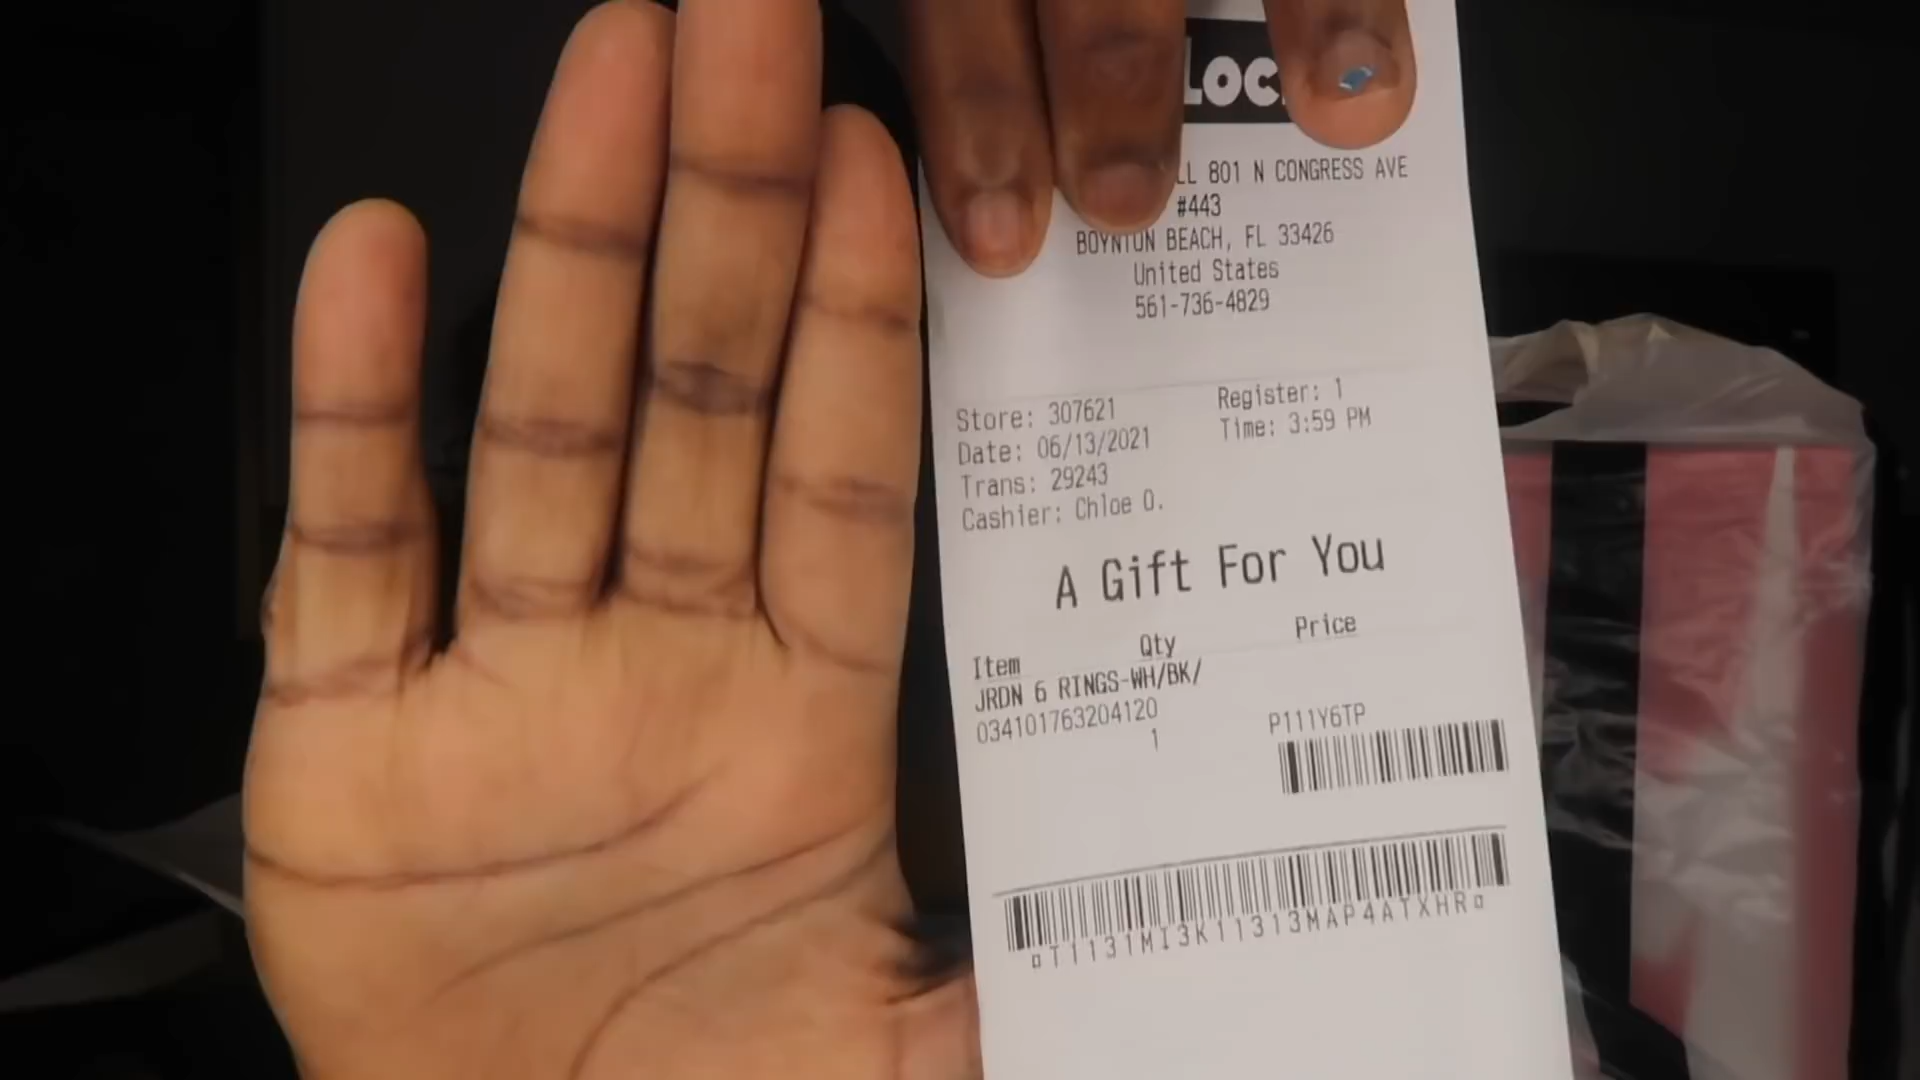 LOC
LL 801 N CONGRESS AVE
#443
BOYNTON BEACH, FL 33426
United States
561-736-4829
Store: 307621 Register: 1
Date: 06/13/2021 Time: 3:59 PM
Trans: 29243
Cashier: Chloe O.
A Gift For You
Item Qty Price
JRDN 6 RINGS-WH/BK/
034101763204120 P111Y6TP
1
¤T1131MI3K11313MAP4ATXHR¤